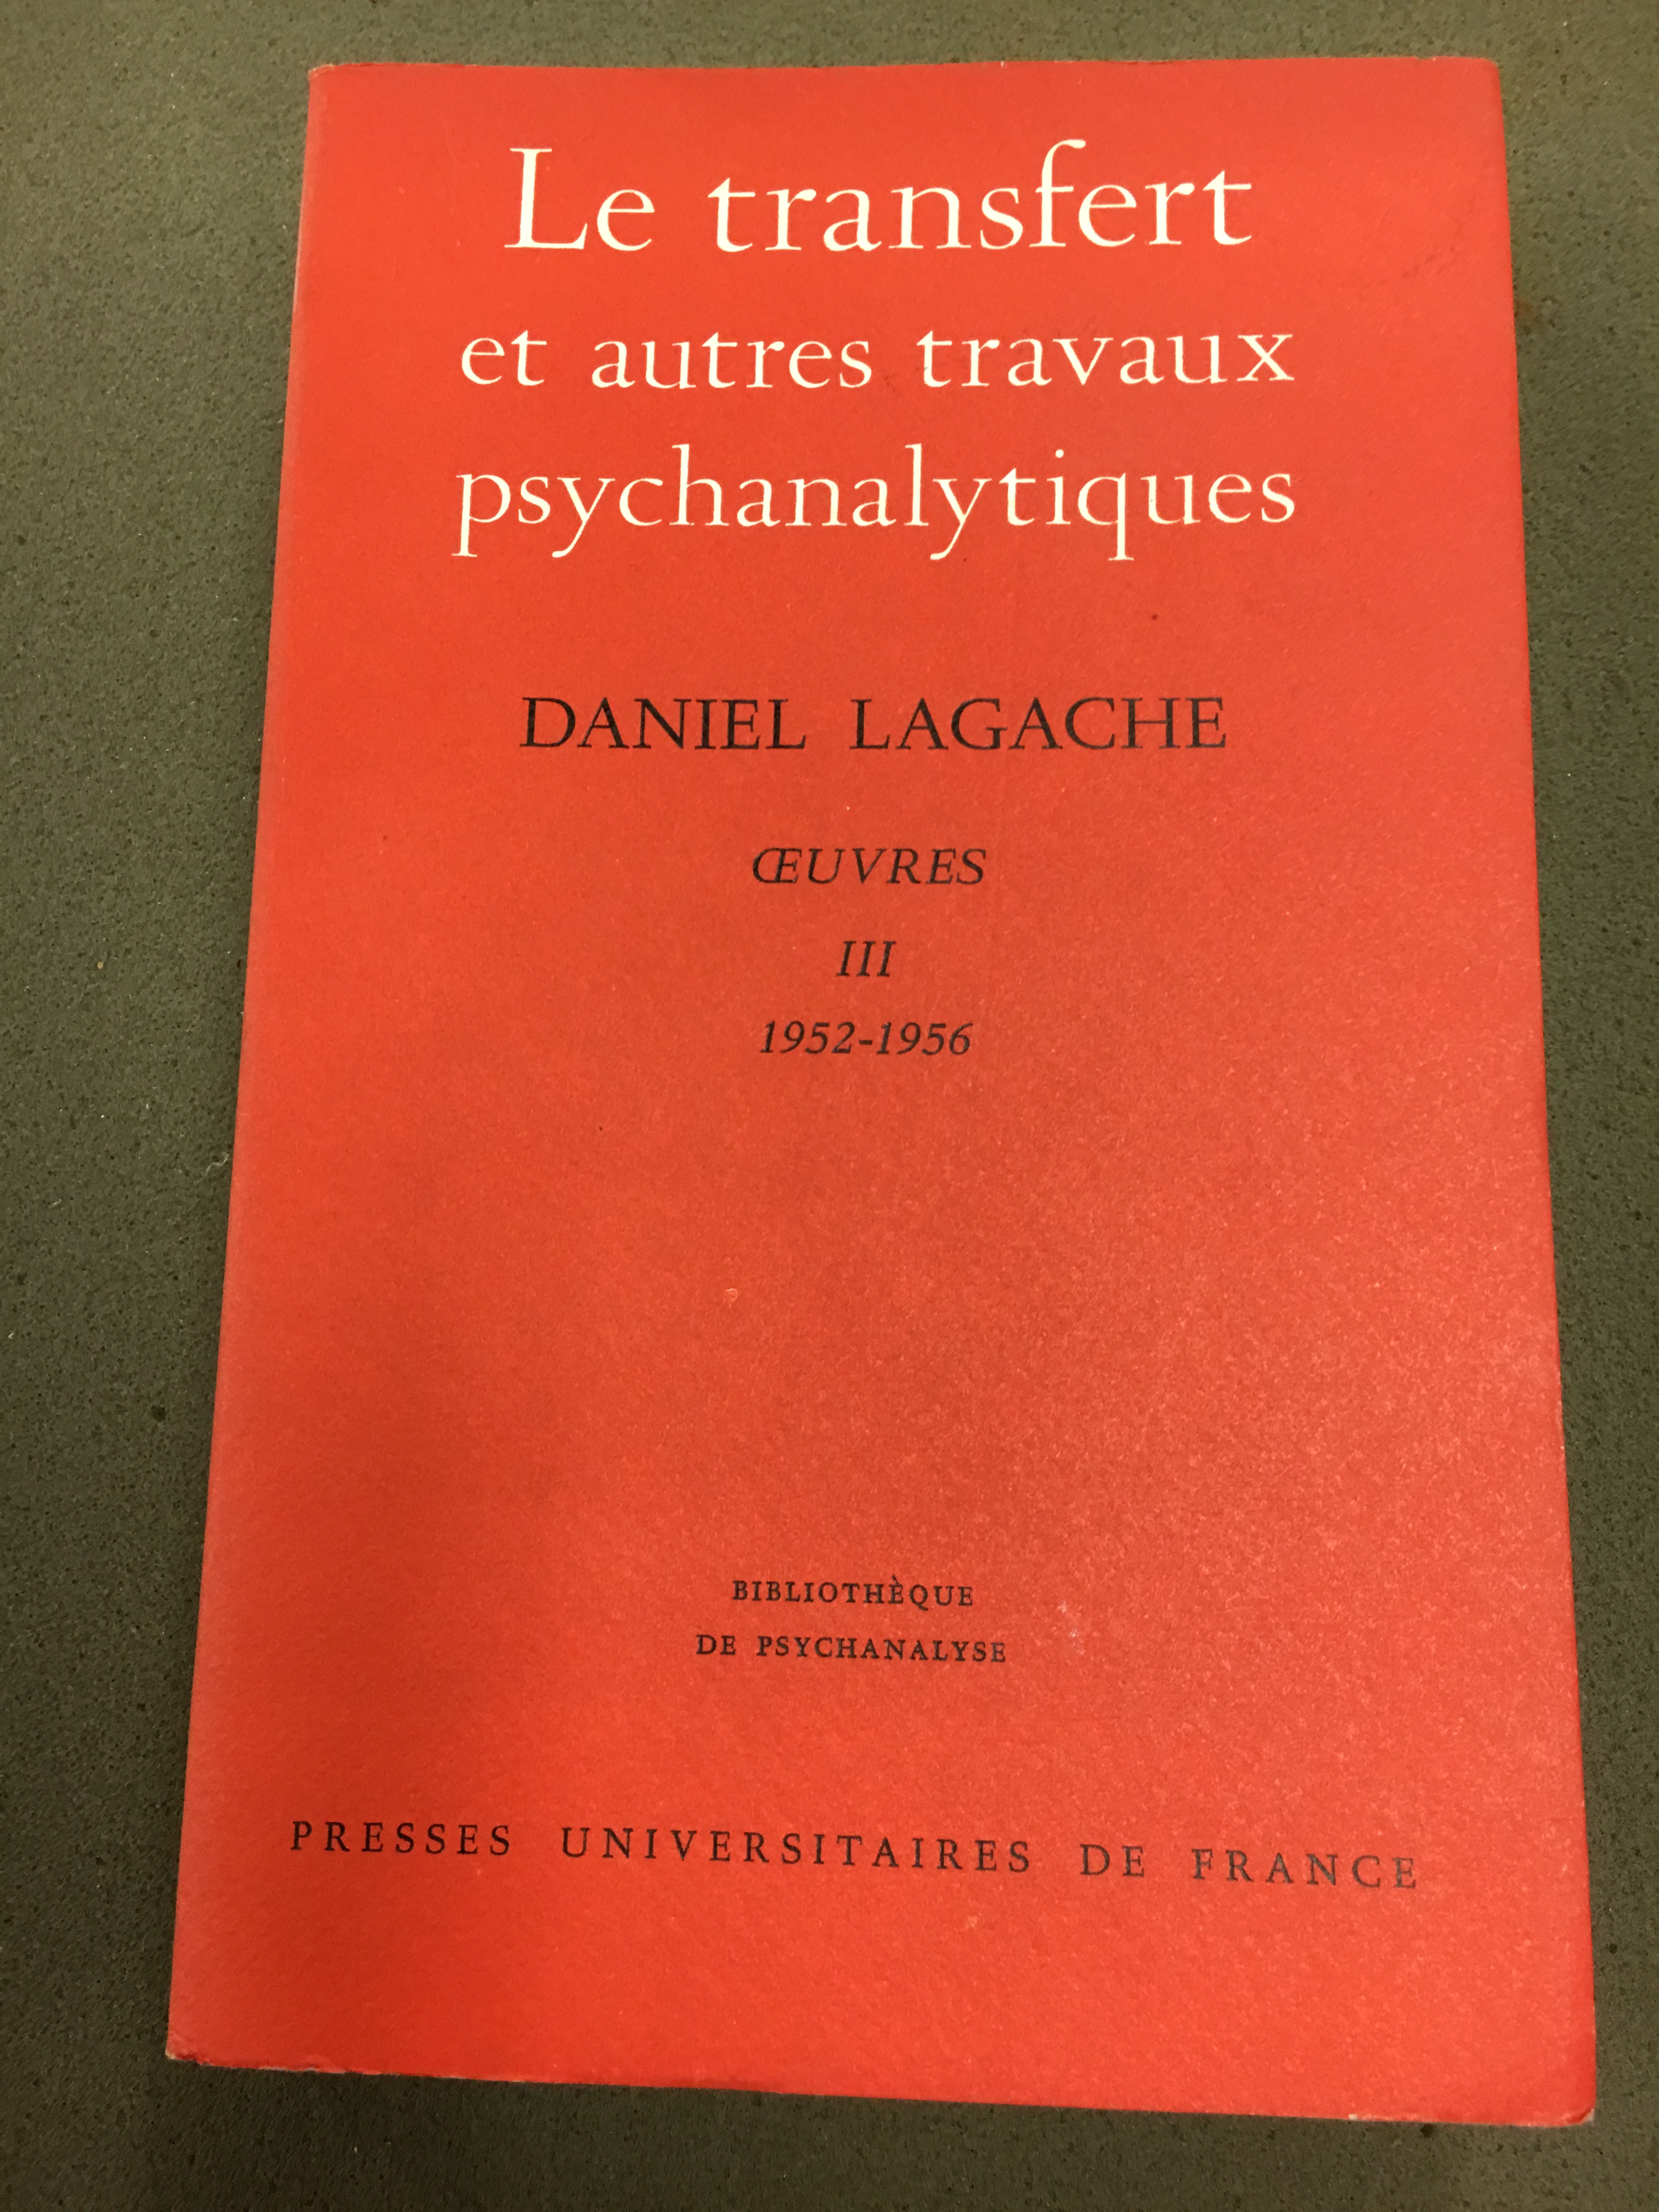 Le transfert
et autres travaux
psychanalytiques
DANIEL LAGACHE
ŒUVRES
III
1952-1956
BIBLIOTHÈQUE
DE PSYCHANALYSE
PRESSES UNIVERSITAIRES DE FRANCE